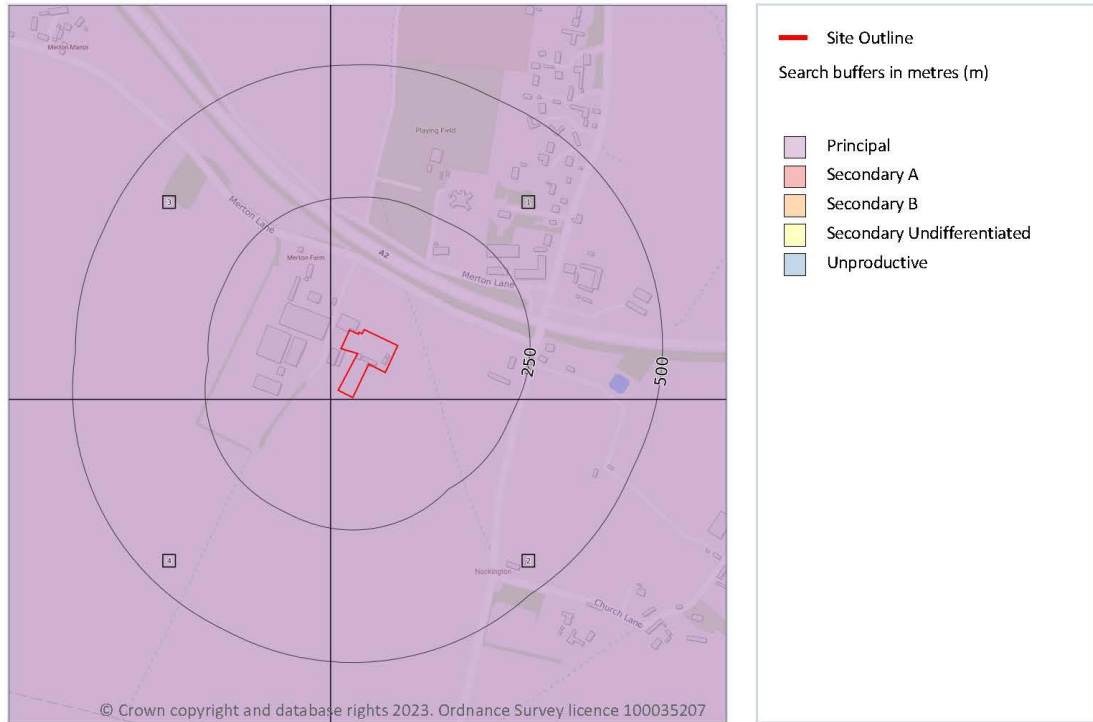 Merton Manor
Playing Field
3
1
Merton Lane
Merton Farm
A2
Merton Lane
250
500
4
2
Nockington
Church Lane
© Crown copyright and database rights 2023. Ordnance Survey licence 100035207
Site Outline
Search buffers in metres (m)
Principal
Secondary A
Secondary B
Secondary Undifferentiated
Unproductive